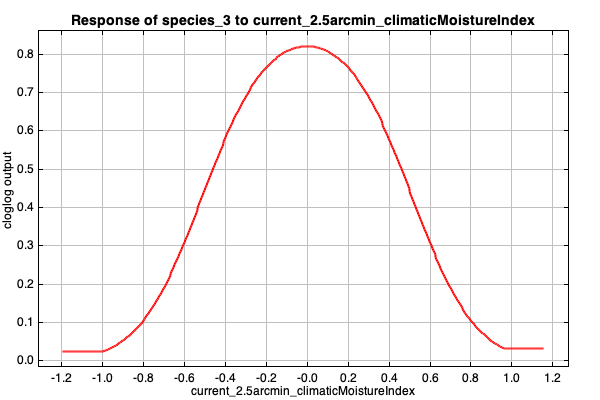 Response of species_3 to current_2.5arcmin_climaticMoistureIndex
0.8
0.7
0.6
0.5
0.4
0.3
0.2
0.1
0.0
cloglog output
-1.2 -1.0 -0.8 -0.6 -0.4 -0.2 -0.0 0.2 0.4 0.6 0.8 1.0 1.2
current_2.5arcmin_climaticMoistureIndex